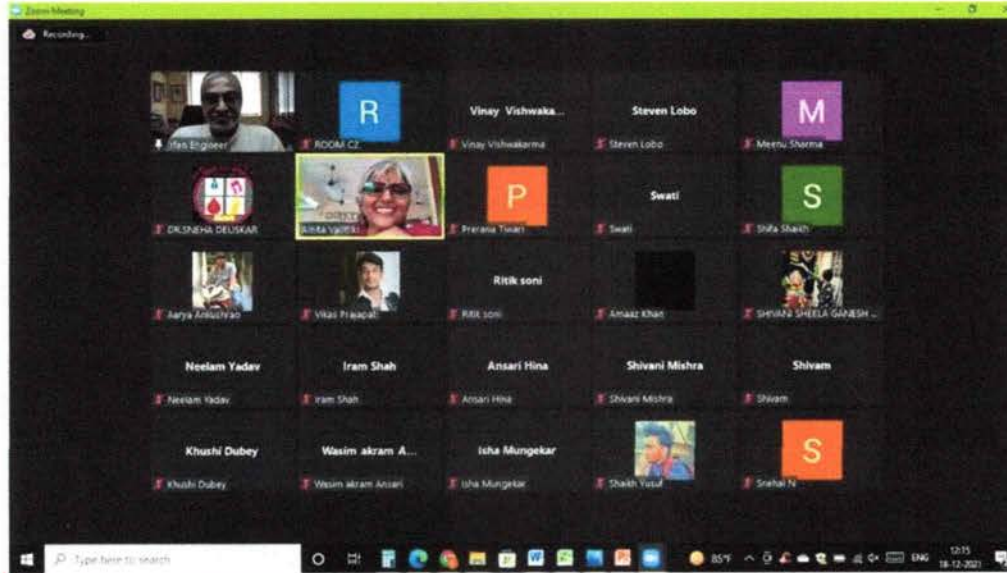 Zoom Meeting
Recording...
Irfan Engineer
R
ROOM CZ.
Vinay Vishwaka...
Vinay Vishwakarma
Steven Lobo
Steven Lobo
M
Meenu Sharma
DR.SNEHA DEUSKAR
Amita Valmiki
P
Prerana Tiwari
Swati
Swati
S
Shifa Shaikh
Aarya Ankushrao
Vikas Prajapati
Ritik soni
Ritik soni
Amaaz Khan
SHIVANI SHEELA GANESH ...
Neelam Yadav
Neelam Yadav
Iram Shah
Iram Shah
Ansari Hina
Ansari Hina
Shivani Mishra
Shivani Mishra
Shivam
Shivam
Khushi Dubey
Khushi Dubey
Wasim akram A...
Wasim akram Ansari
Isha Mungekar
Isha Mungekar
Shaikh Yusuf
S
Snehal N
Type here to search
85°F
ENG
12:15
18-12-2021